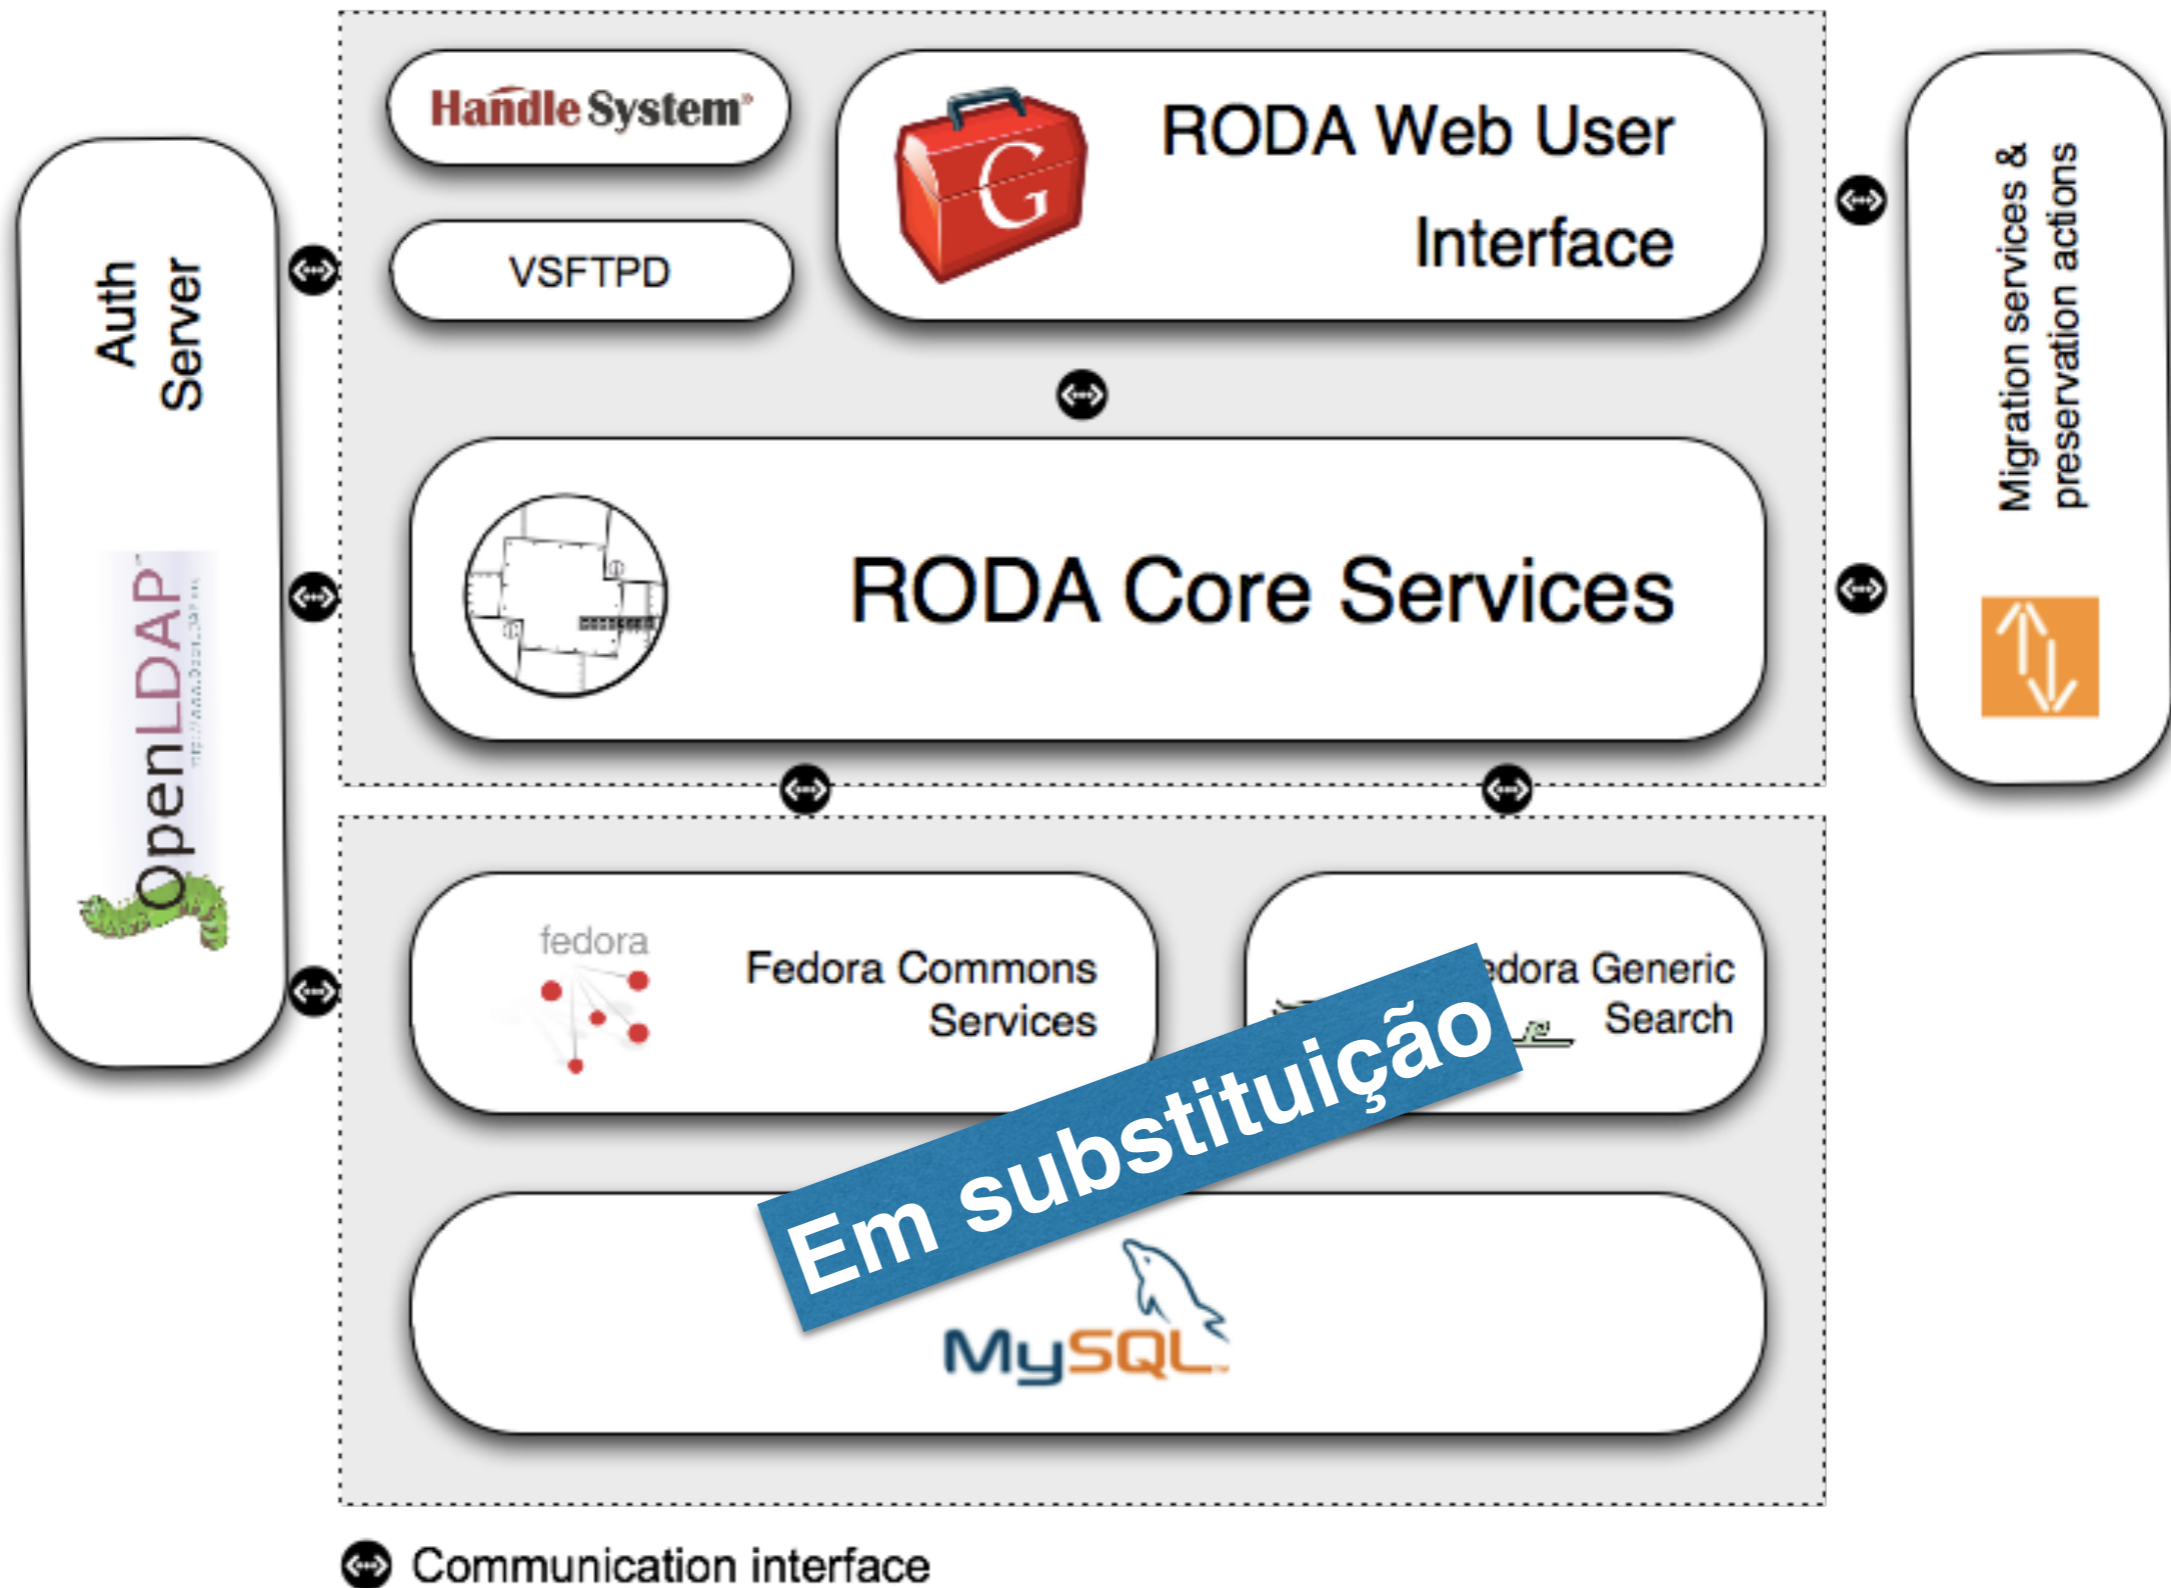 Handle System®
RODA Web User
Interface
VSFTPD
Auth
Server
OpenLDAP
Migration services &
preservation actions
RODA Core Services
fedora
Fedora Commons
Services
edora Generic
Search
Em substituição
MySQL
Communication interface